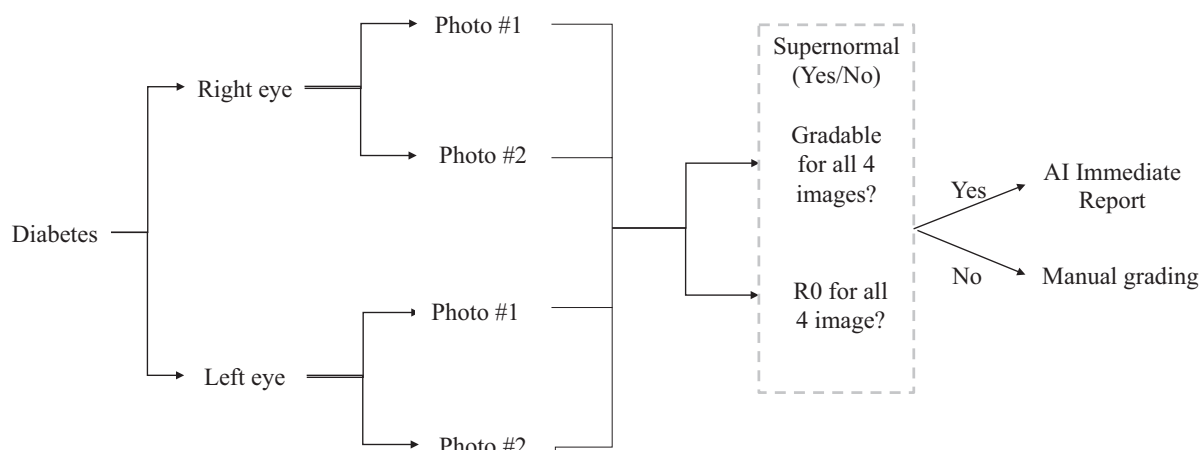 Diabetes
Right eye
Left eye
Photo #1
Photo #2
Photo #1
Photo #2
Supernormal
(Yes/No)
Gradable
for all 4
images?
R0 for all
4 image?
Yes
No
AI Immediate
Report
Manual grading